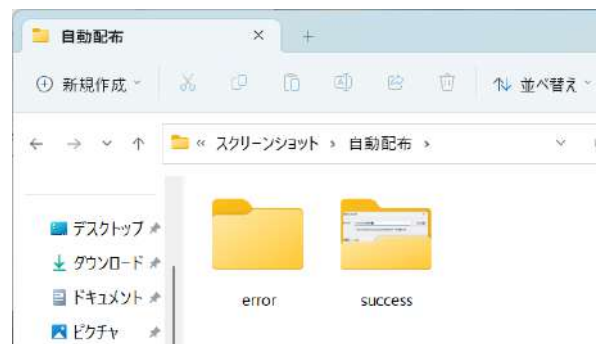 自動配布
新規作成
並べ替え
« スクリーンショット › 自動配布 ›
デスクトップ
ダウンロード
ドキュメント
ピクチャ
error
success